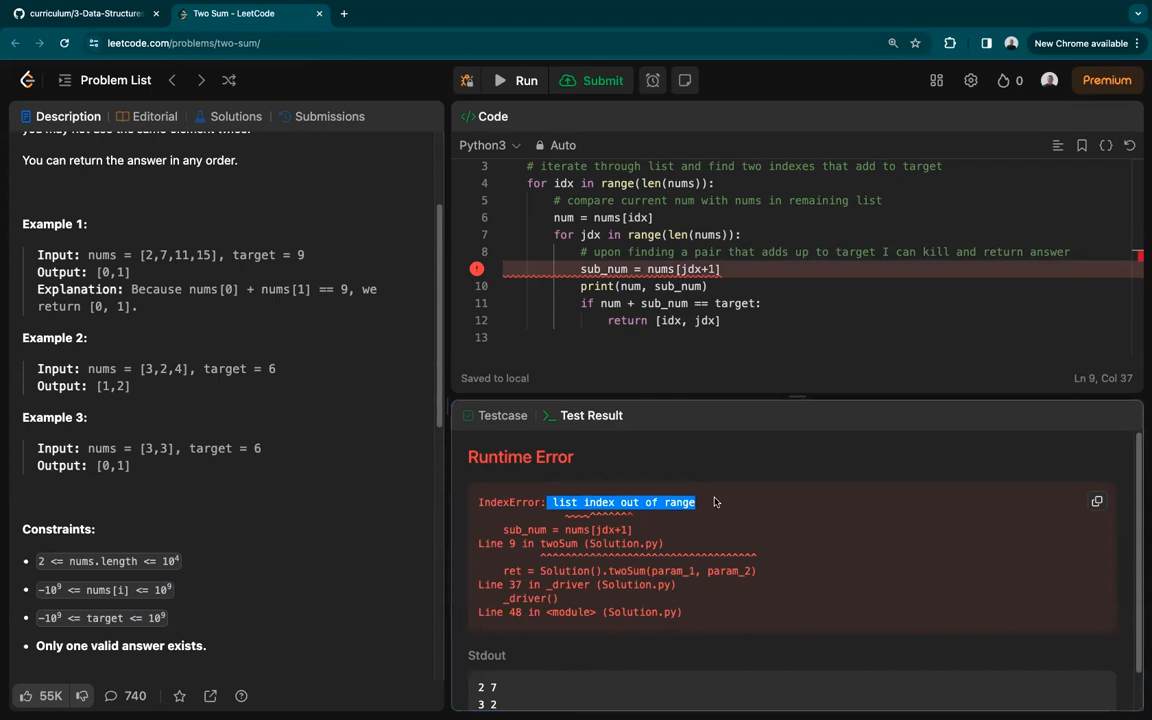 curriculum/3-Data-Structures
Two Sum - LeetCode
leetcode.com/problems/two-sum/
New Chrome available
Problem List
Run
Submit
0
Premium
Description
Editorial
Solutions
Submissions
You can return the answer in any order.
Example 1:
Input: nums = [2,7,11,15], target = 9
Output: [0,1]
Explanation: Because nums[0] + nums[1] == 9, we
return [0, 1].
Example 2:
Input: nums = [3,2,4], target = 6
Output: [1,2]
Example 3:
Input: nums = [3,3], target = 6
Output: [0,1]
Constraints:
2 <= nums.length <= 10⁴
-10⁹ <= nums[i] <= 10⁹
-10⁹ <= target <= 10⁹
Only one valid answer exists.
55K
740
</> Code
Python3
Auto
3 # iterate through list and find two indexes that add to target
4 for idx in range(len(nums)):
5 # compare current num with nums in remaining list
6 num = nums[idx]
7 for jdx in range(len(nums)):
8 # upon finding a pair that adds up to target I can kill and return answer
sub_num = nums[jdx+1]
10 print(num, sub_num)
11 if num + sub_num == target:
12 return [idx, jdx]
13
Saved to local
Ln 9, Col 37
Testcase
>_ Test Result
Runtime Error
IndexError: list index out of range
~~~~^^^^^^^
sub_num = nums[jdx+1]
Line 9 in twoSum (Solution.py)
^^^^^^^^^^^^^^^^^^^^^^^^^^^^^^^^^^^
ret = Solution().twoSum(param_1, param_2)
Line 37 in _driver (Solution.py)
_driver()
Line 48 in <module> (Solution.py)
Stdout
2 7
3 2